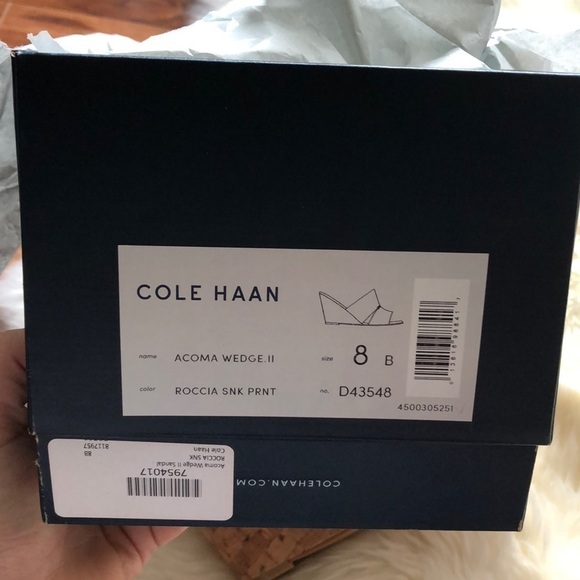 COLE HAAN
name ACOMA WEDGE.II size 8 B
color ROCCIA SNK PRNT no. D43548
4500305251
COLEHAAN.COM
7954017
Acoma Wedge II Sandal
ROCCIA SNK
8B
8117957
Cole Haan